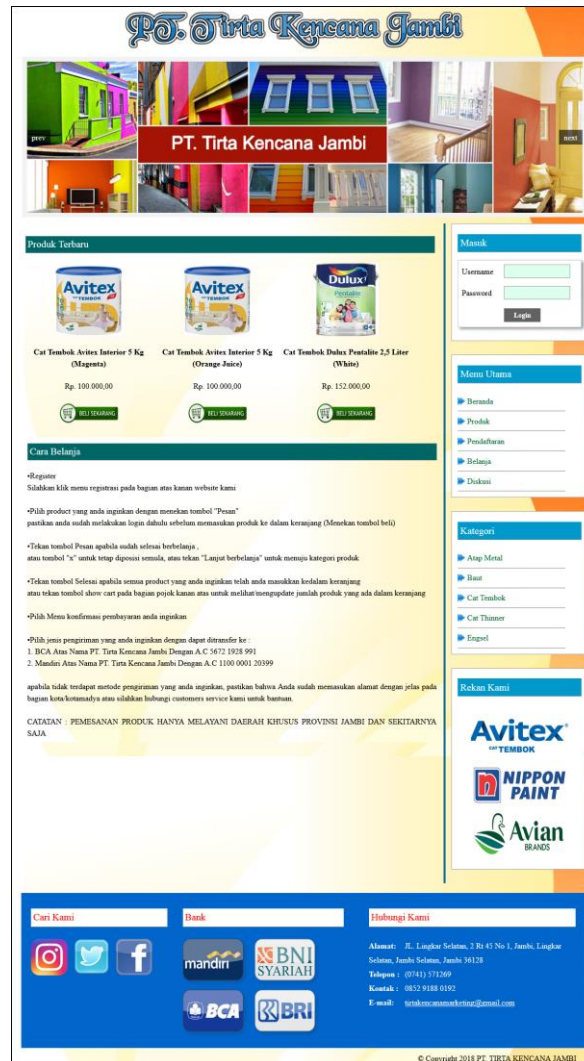 PT. Tirta Kencana Jambi
prev
PT. Tirta Kencana Jambi
next
Produk Terbaru
Avitex
CAT TEMBOK
Avitex
CAT TEMBOK
Dulux
Pentalite
Cat Tembok Avitex Interior 5 Kg
(Magenta)
Cat Tembok Avitex Interior 5 Kg
(Orange Juice)
Cat Tembok Dulux Pentalite 2,5 Liter
(White)
Rp. 100.000,00
Rp. 100.000,00
Rp. 152.000,00
BELI SEKARANG
BELI SEKARANG
BELI SEKARANG
Cara Belanja
•Register
Silahkan klik menu registrasi pada bagian atas kanan website kami
•Pilih product yang anda inginkan dengan menekan tombol "Pesan"
pastikan anda sudah melakukan login dahulu sebelum memasukan produk ke dalam keranjang (Menekan tombol beli)
•Tekan tombol Pesan apabila sudah selesai berbelanja ,
atau tombol "x" untuk tetap diposisi semula, atau tekan "Lanjut berbelanja" untuk menuju kategori produk
•Tekan tombol Selesai apabila semua product yang anda inginkan telah anda masukkan kedalam keranjang
atau tekan tombol show cart pada bagian pojok kanan atas untuk melihat/mengupdate jumlah produk yang ada dalam keranjang
•Pilih Menu konfirmasi pembayaran anda inginkan
•Pilih jenis pengiriman yang anda inginkan dengan dapat ditransfer ke :
1. BCA Atas Nama PT. Tirta Kencana Jambi Dengan A.C 5672 1928 991
2. Mandiri Atas Nama PT. Tirta Kencana Jambi Dengan A.C 1100 0001 20399
apabila tidak terdapat metode pengiriman yang anda inginkan, pastikan bahwa Anda sudah memasukan alamat dengan jelas pada
bagian kota/kotamadya atau silahkan hubungi customers service kami untuk bantuan.
CATATAN : PEMESANAN PRODUK HANYA MELAYANI DAERAH KHUSUS PROVINSI JAMBI DAN SEKITARNYA
SAJA
Masuk
Username
Password
Login
Menu Utama
Beranda
Produk
Pendaftaran
Belanja
Diskusi
Kategori
Atap Metal
Baut
Cat Tembok
Cat Thinner
Engsel
Rekan Kami
Avitex
CAT TEMBOK
NIPPON
PAINT
Avian
BRANDS
Cari Kami
Bank
mandiri
BNI
SYARIAH
BCA
BRI
Hubungi Kami
Alamat: JL. Lingkar Selatan, 2 Rt 45 No 1, Jambi, Lingkar
Selatan, Jambi Selatan, Jambi 36128
Telepon : (0741) 571269
Kontak : 0852 9188 0192
E-mail: tirtakencanamarketing@gmail.com
© Copyright 2018 PT. TIRTA KENCANA JAMBI